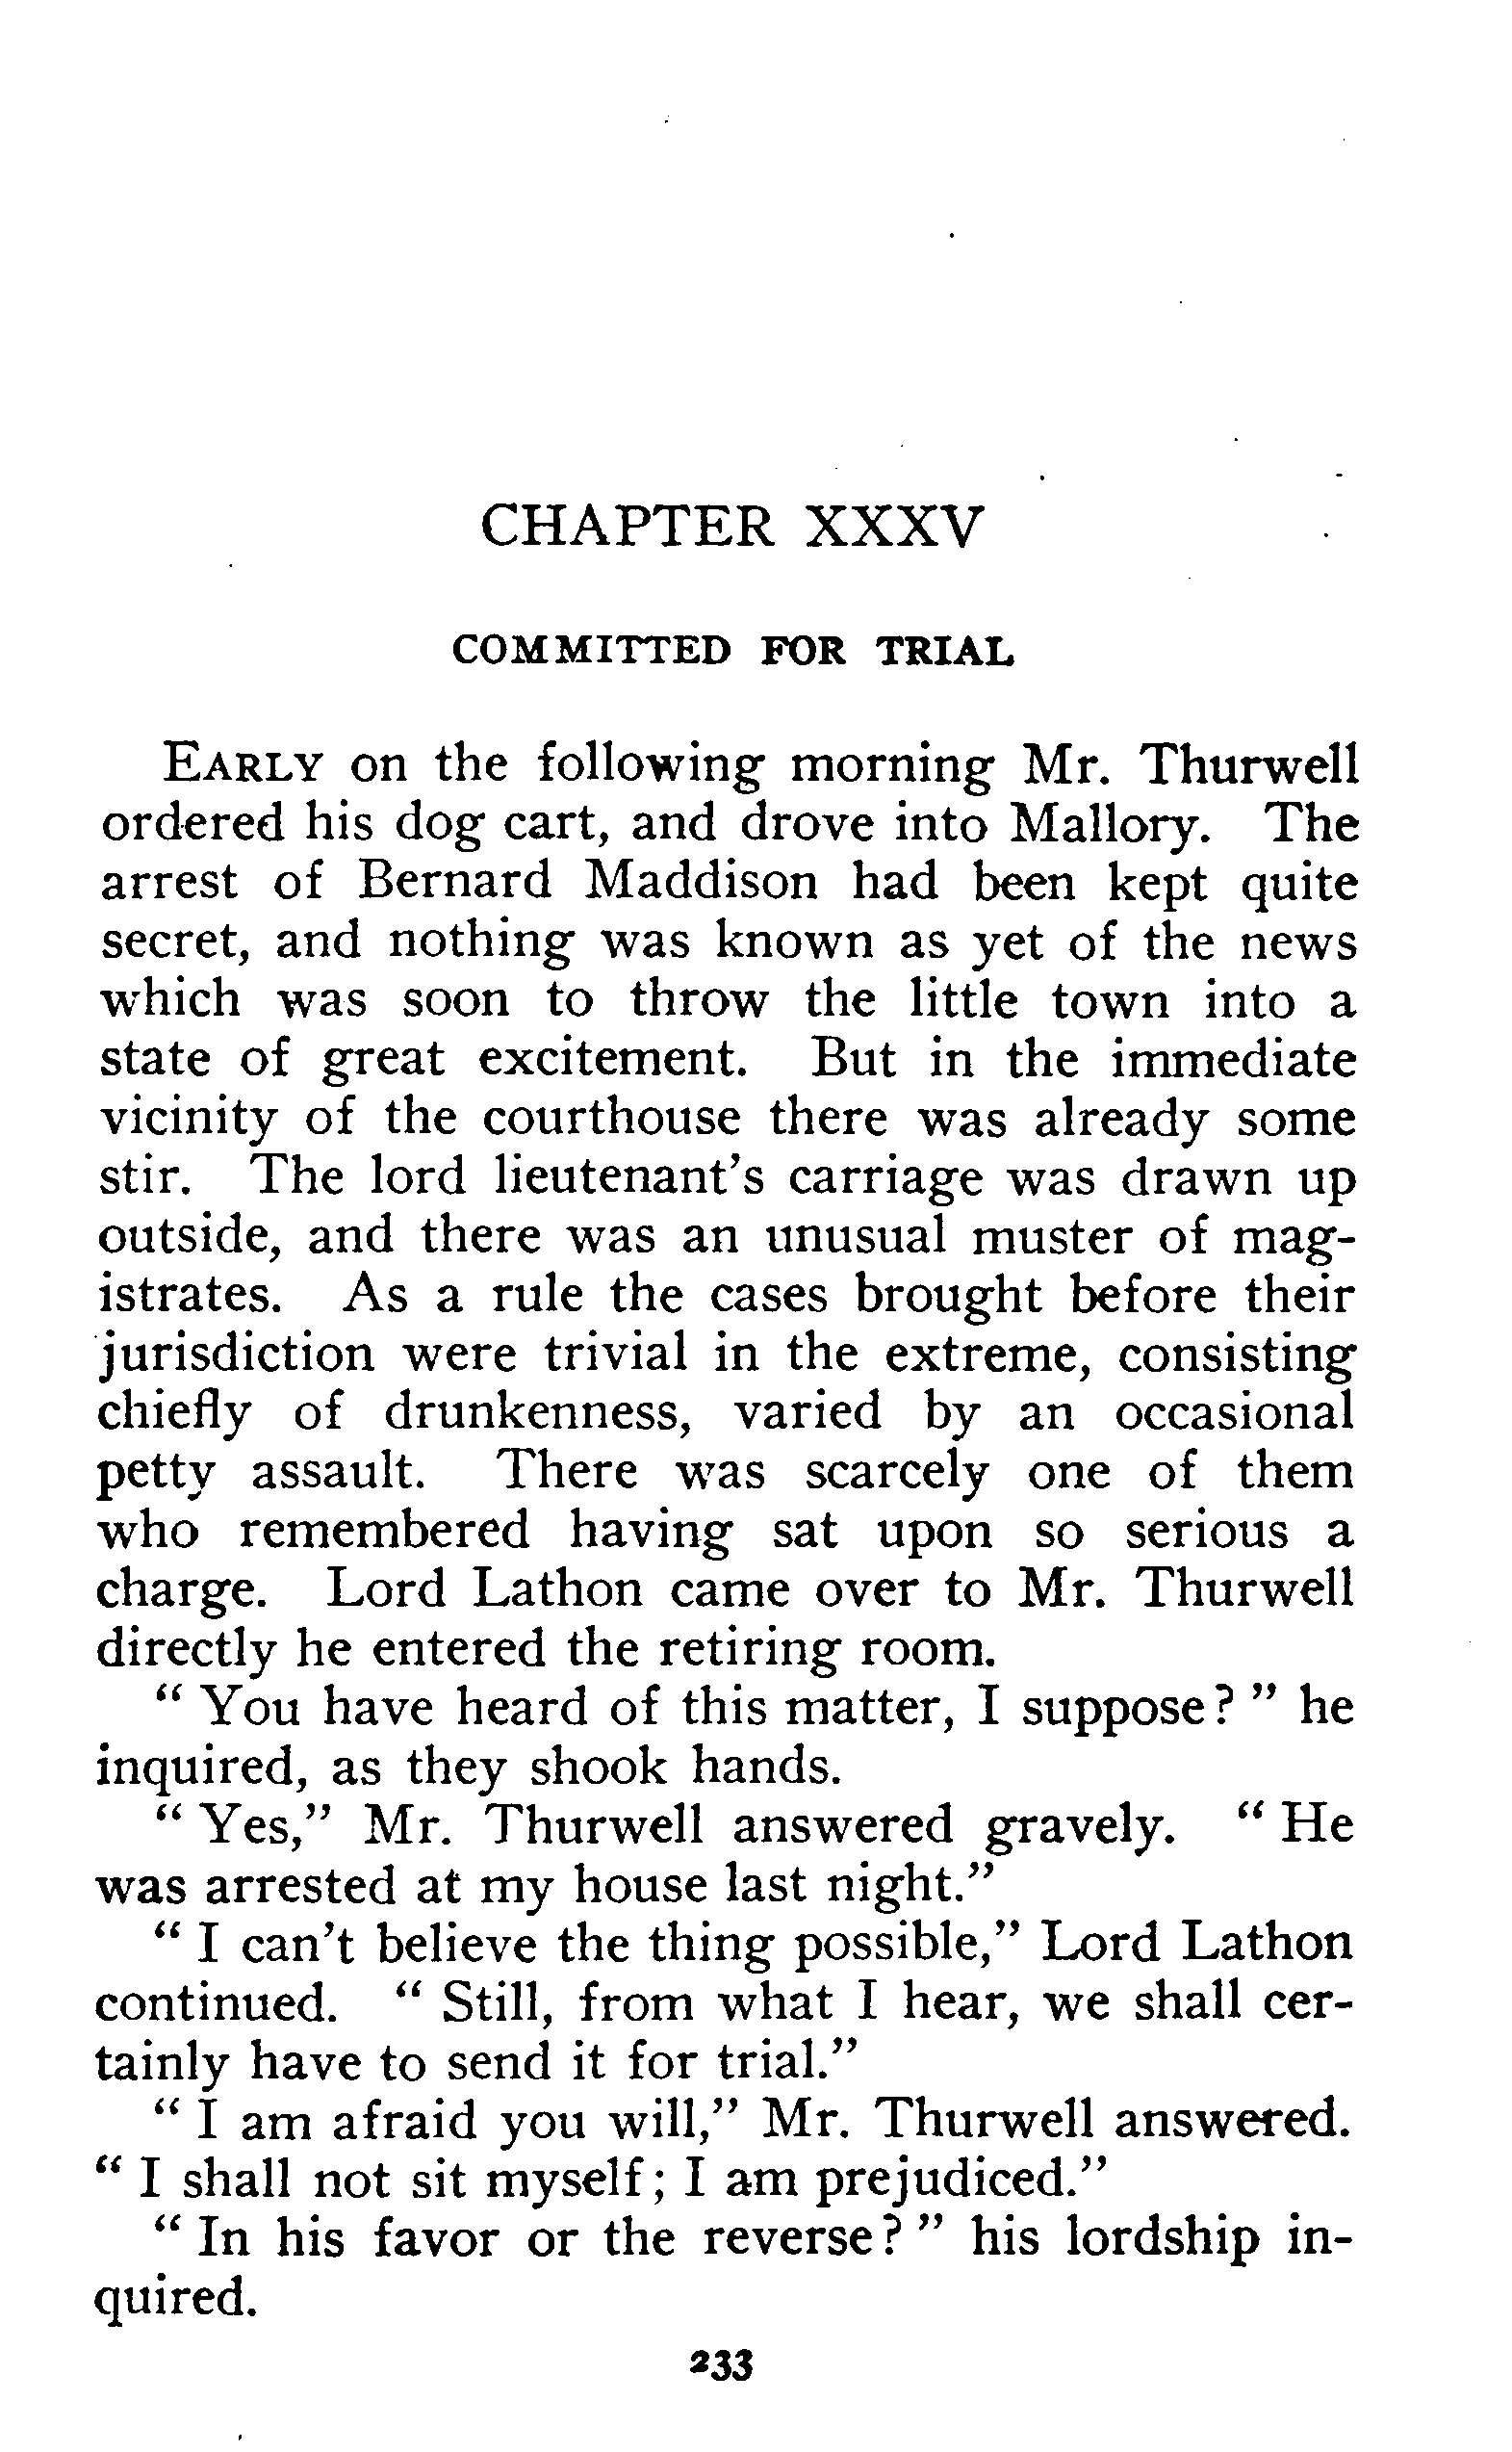 CHAPTER XXXV
COMMITTED FOR TRIAL
EARLY on the following morning Mr. Thurwell
ordered his dog cart, and drove into Mallory. The
arrest of Bernard Maddison had been kept quite
secret, and nothing was known as yet of the news
which was soon to throw the little town into a
state of great excitement. But in the immediate
vicinity of the courthouse there was already some
stir. The lord lieutenant's carriage was drawn up
outside, and there was an unusual muster of mag-
istrates. As a rule the cases brought before their
jurisdiction were trivial in the extreme, consisting
chiefly of drunkenness, varied by an occasional
petty assault. There was scarcely one of them
who remembered having sat upon so serious a
charge. Lord Lathon came over to Mr. Thurwell
directly he entered the retiring room.
“ You have heard of this matter, I suppose? ” he
inquired, as they shook hands.
“ Yes,” Mr. Thurwell answered gravely. “ He
was arrested at my house last night.”
“ I can't believe the thing possible,” Lord Lathon
continued. “ Still, from what I hear, we shall cer-
tainly have to send it for trial.”
“ I am afraid you will,” Mr. Thurwell answered.
“ I shall not sit myself; I am prejudiced.”
“ In his favor or the reverse? ” his lordship in-
quired.
233